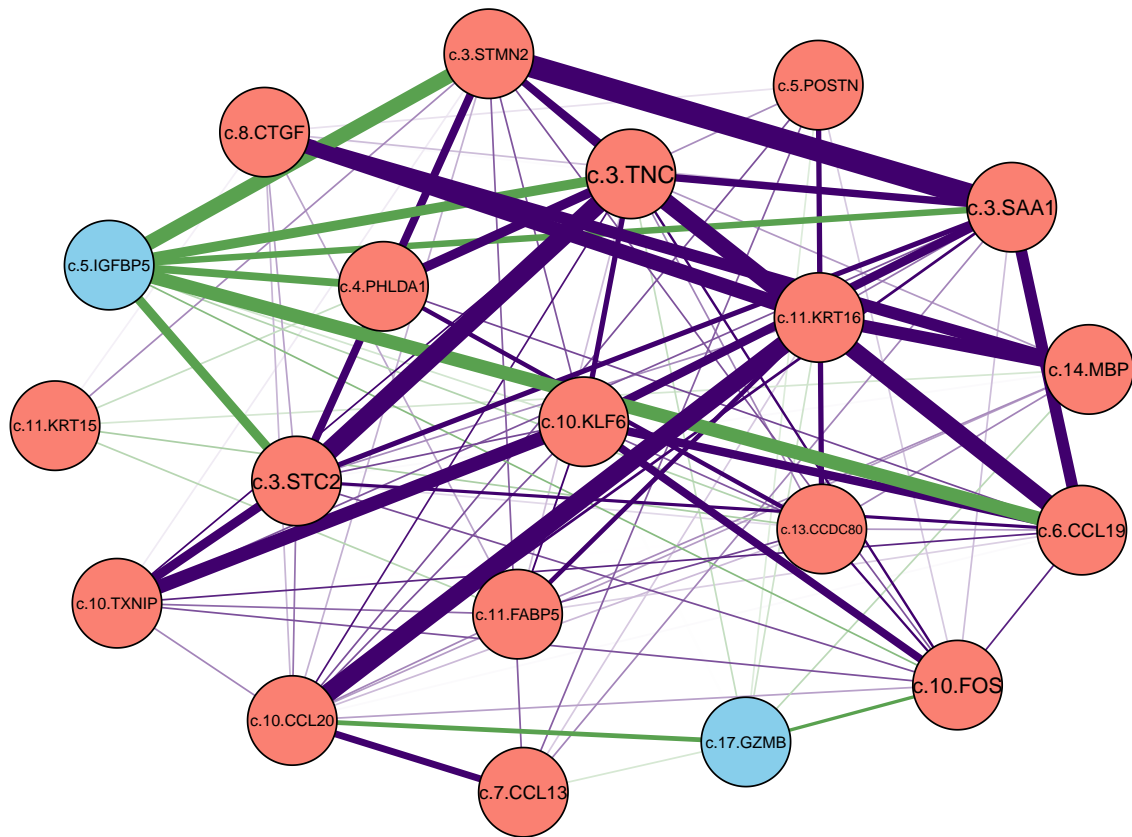 c.3.STMN2
c.5.POSTN
c.8.CTGF
c.3.TNC
c.3.SAA1
c.5.IGFBP5
c.4.PHLDA1
c.11.KRT16
c.14.MBP
c.11.KRT15
c.10.KLF6
c.3.STC2
c.13.CCDC80
c.6.CCL19
c.10.TXNIP
c.11.FABP5
c.10.FOS
c.10.CCL20
c.17.GZMB
c.7.CCL13